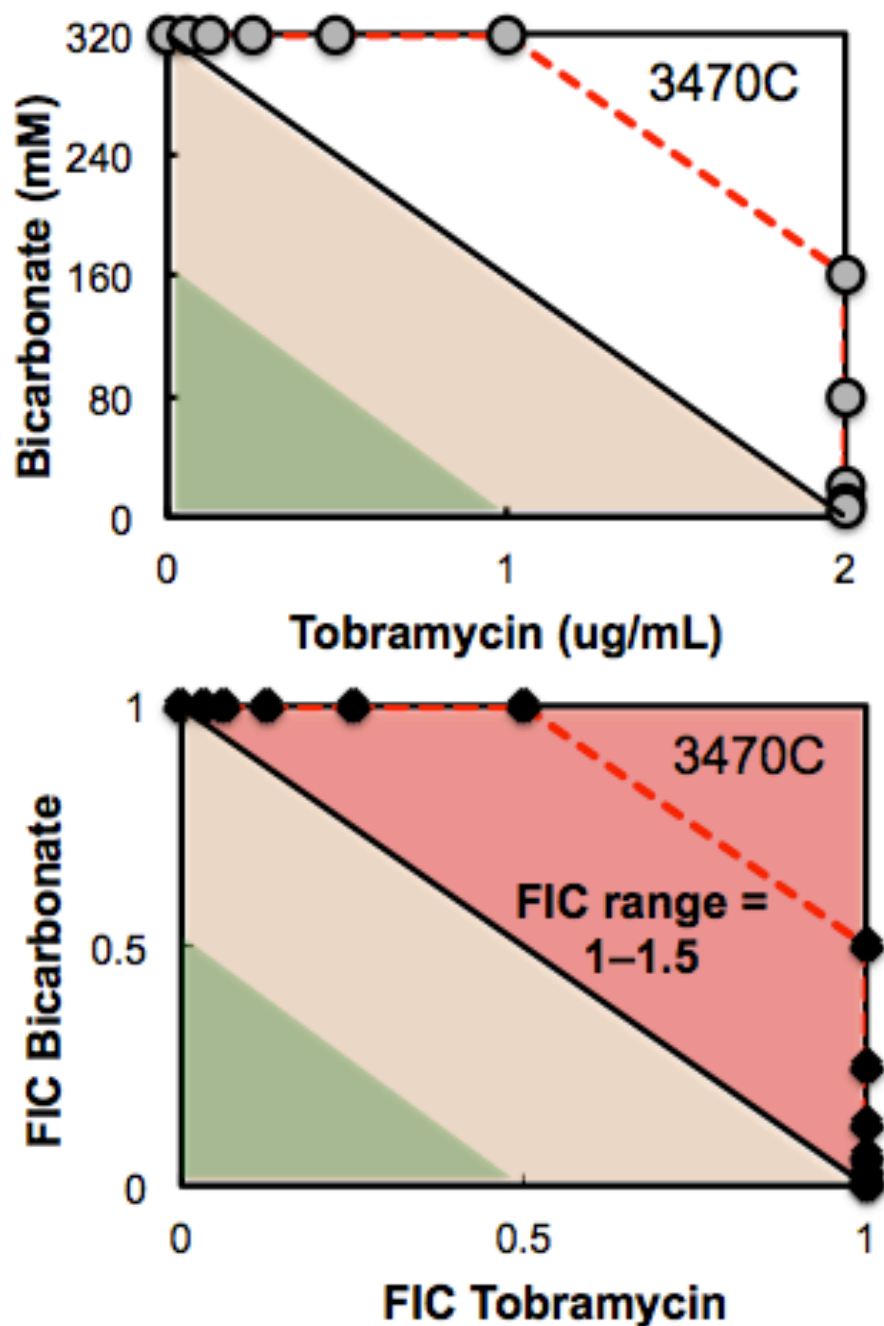 320
3470C
240
160
80
0
Bicarbonate (mM)
0
1
2
Tobramycin (ug/mL)
1
3470C
FIC range =
1–1.5
0.5
0
FIC Bicarbonate
0
0.5
1
FIC Tobramycin